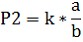 P2 = k * a/b